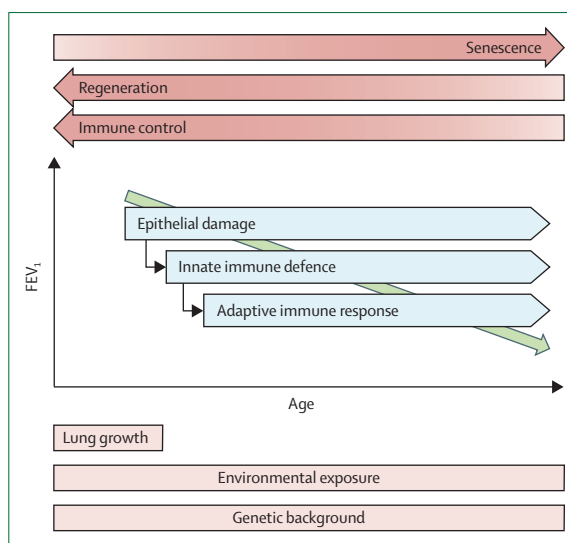 Senescence
Regeneration
Immune control
FEV₁
Epithelial damage
Innate immune defence
Adaptive immune response
Age
Lung growth
Environmental exposure
Genetic background